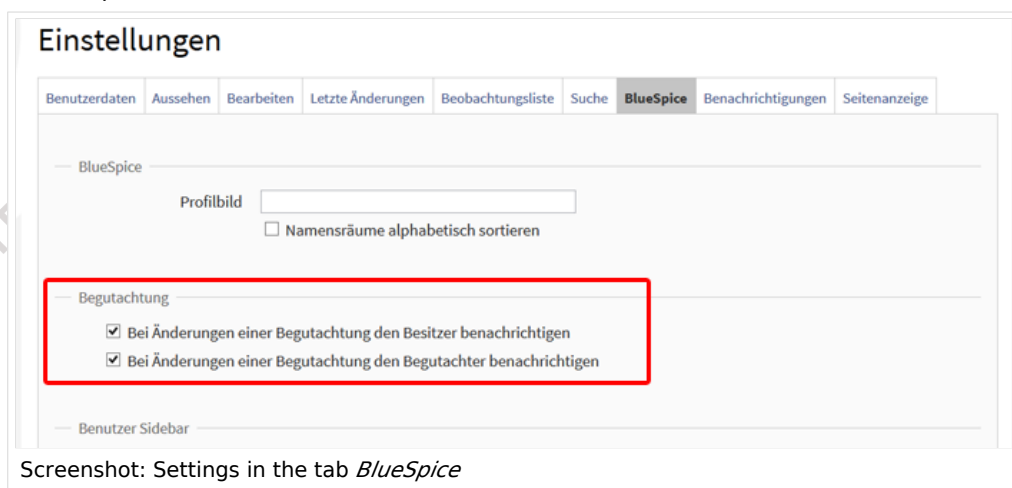 Einstellungen
Benutzerdaten Aussehen Bearbeiten Letzte Änderungen Beobachtungsliste Suche BlueSpice Benachrichtigungen Seitenanzeige
BlueSpice
Profilbild
Namensräume alphabetisch sortieren
Begutachtung
Bei Änderungen einer Begutachtung den Besitzer benachrichtigen
Bei Änderungen einer Begutachtung den Begutachter benachrichtigen
Benutzer Sidebar
Screenshot: Settings in the tab BlueSpice